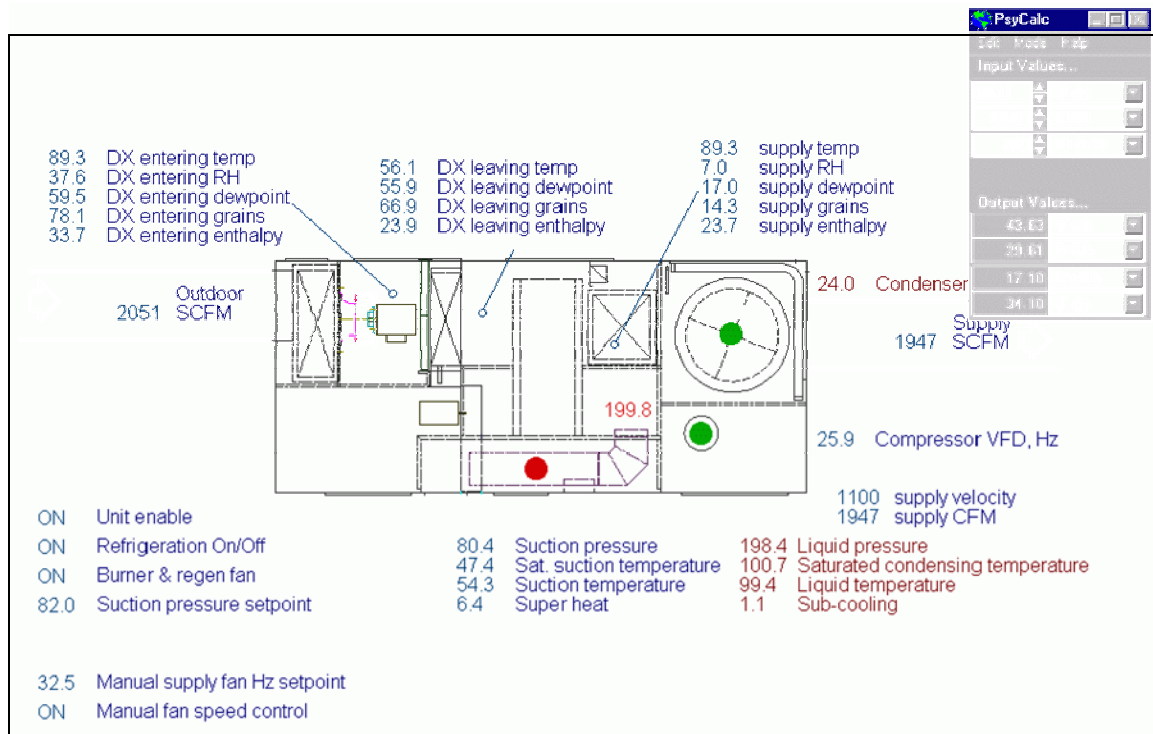 PsyCalc
Edit Mode Help
Input Values...
Output Values...
43.63
29.61
17.10
34.10
89.3 DX entering temp
37.6 DX entering RH
59.5 DX entering dewpoint
78.1 DX entering grains
33.7 DX entering enthalpy
56.1 DX leaving temp
55.9 DX leaving dewpoint
66.9 DX leaving grains
23.9 DX leaving enthalpy
89.3 supply temp
7.0 supply RH
17.0 supply dewpoint
14.3 supply grains
23.7 supply enthalpy
Outdoor
2051 SCFM
24.0 Condenser
Supply
1947 SCFM
199.8
25.9 Compressor VFD, Hz
1100 supply velocity
1947 supply CFM
ON Unit enable
ON Refrigeration On/Off
ON Burner & regen fan
82.0 Suction pressure setpoint
80.4 Suction pressure
47.4 Sat. suction temperature
54.3 Suction temperature
6.4 Super heat
198.4 Liquid pressure
100.7 Saturated condensing temperature
99.4 Liquid temperature
1.1 Sub-cooling
32.5 Manual supply fan Hz setpoint
ON Manual fan speed control